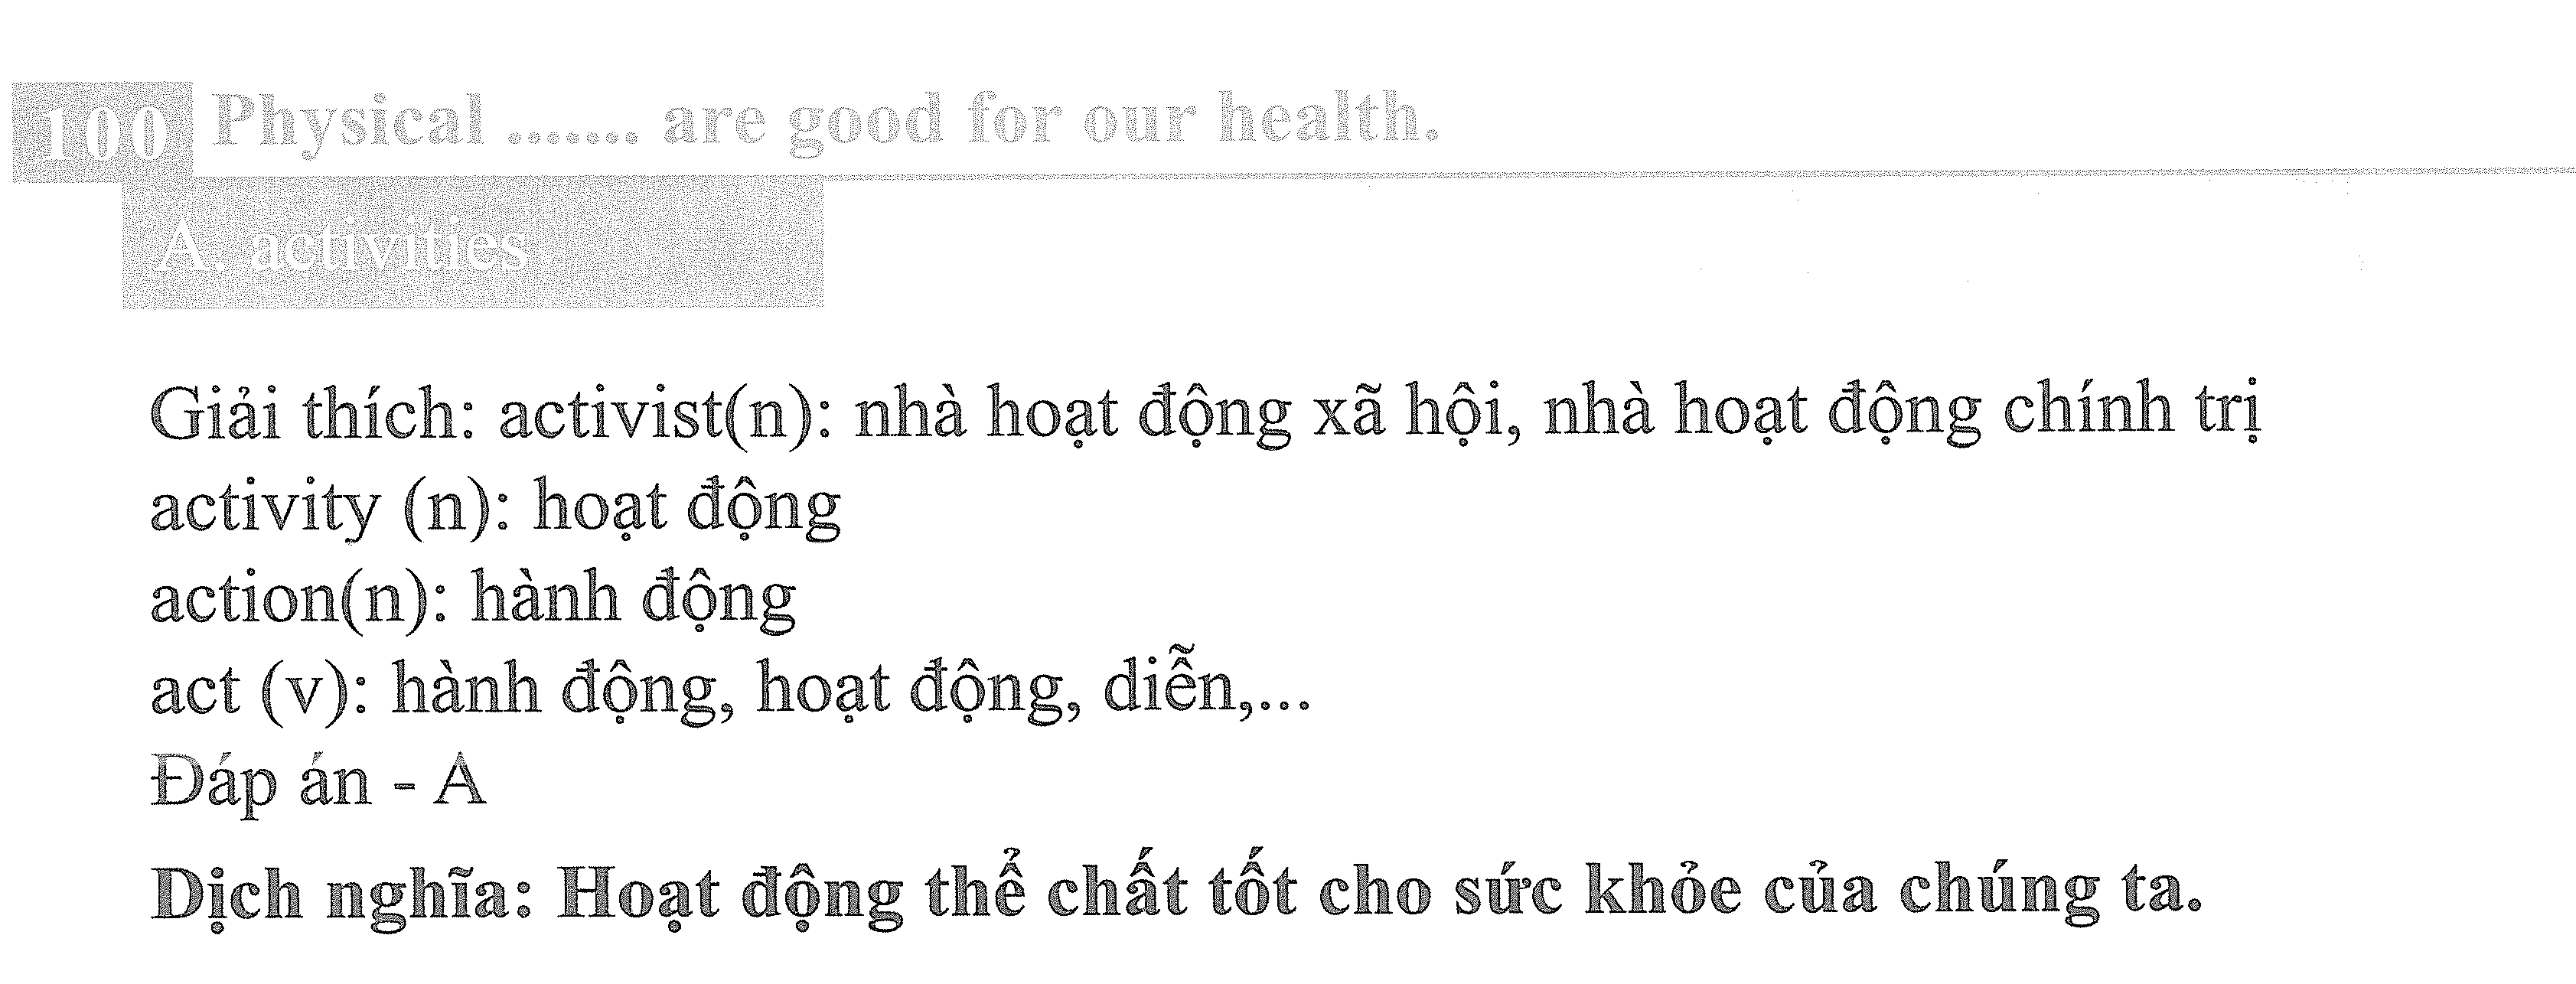 100 Physical ....... are good for our health.
A. activities
Giải thích: activist(n): nhà hoạt động xã hội, nhà hoạt động chính trị
activity (n): hoạt động
action(n): hành động
act (v): hành động, hoạt động, diễn,...
Đáp án - A
Dịch nghĩa: Hoạt động thể chất tốt cho sức khỏe của chúng ta.